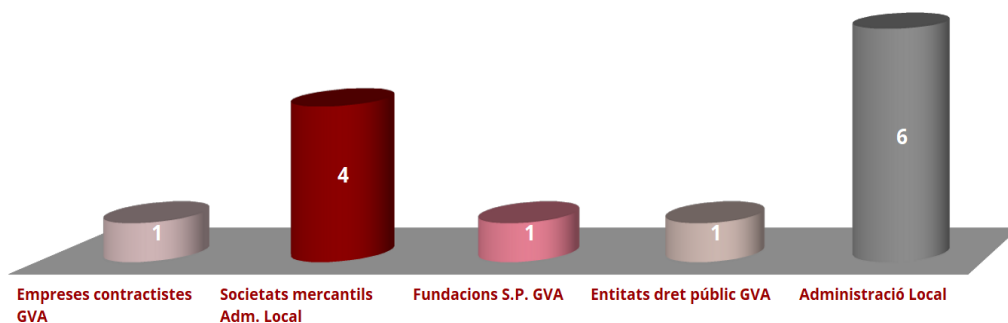 1
4
1
1
6
Empreses contractistes
GVA
Societats mercantils
Adm. Local
Fundacions S.P. GVA
Entitats dret públic GVA
Administració Local